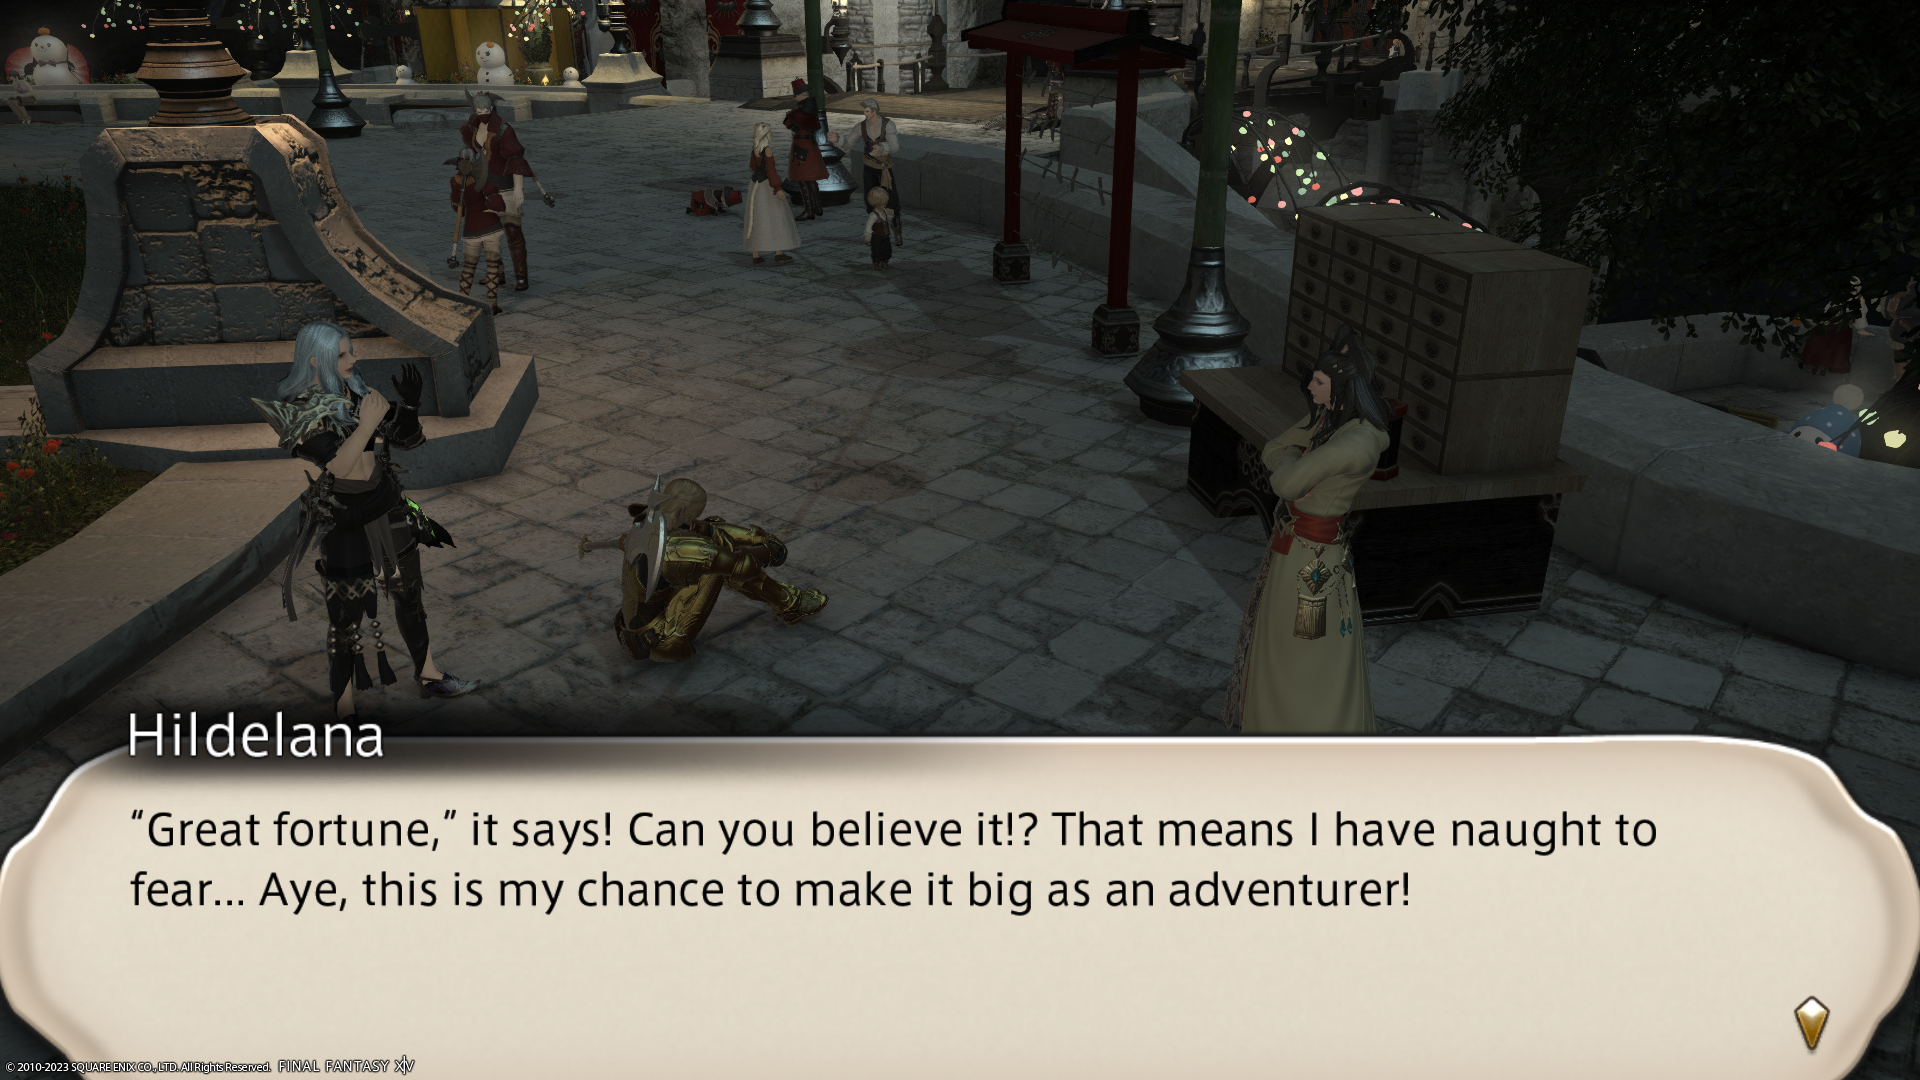 Hildelana
“Great fortune,” it says! Can you believe it!? That means I have naught to
fear... Aye, this is my chance to make it big as an adventurer!
© 2010-2023 SQUARE ENIX CO., LTD. All Rights Reserved. FINAL FANTASY XIV